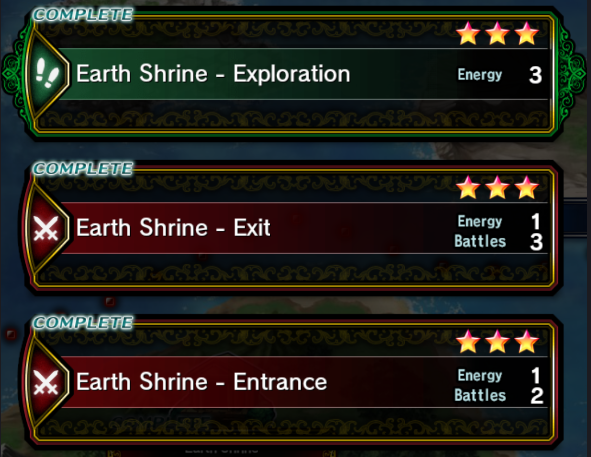 COMPLETE
Earth Shrine - Exploration
Energy 3
COMPLETE
Earth Shrine - Exit
Energy 1
Battles 3
COMPLETE
Earth Shrine - Entrance
Energy 1
Battles 2